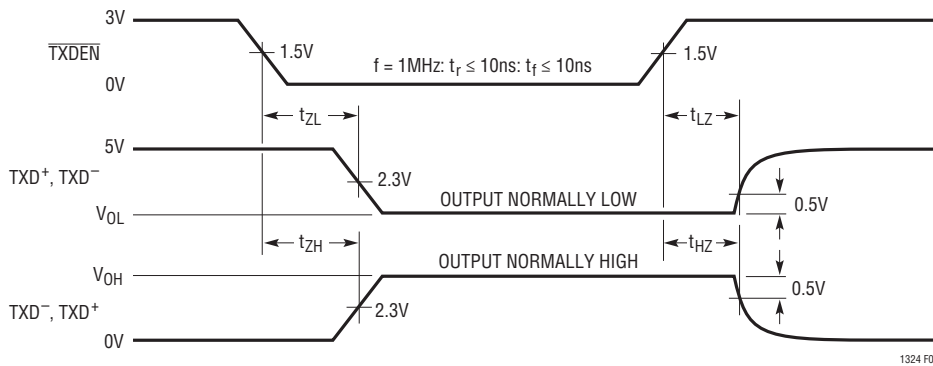 3V
TXDEN
1.5V
0V
f = 1MHz: tr ≤ 10ns: tf ≤ 10ns
1.5V
tZL
tLZ
5V
TXD+, TXD–
2.3V
OUTPUT NORMALLY LOW
0.5V
VOL
tZH
tHZ
VOH
OUTPUT NORMALLY HIGH
0.5V
TXD–, TXD+
2.3V
0V
1324 F0